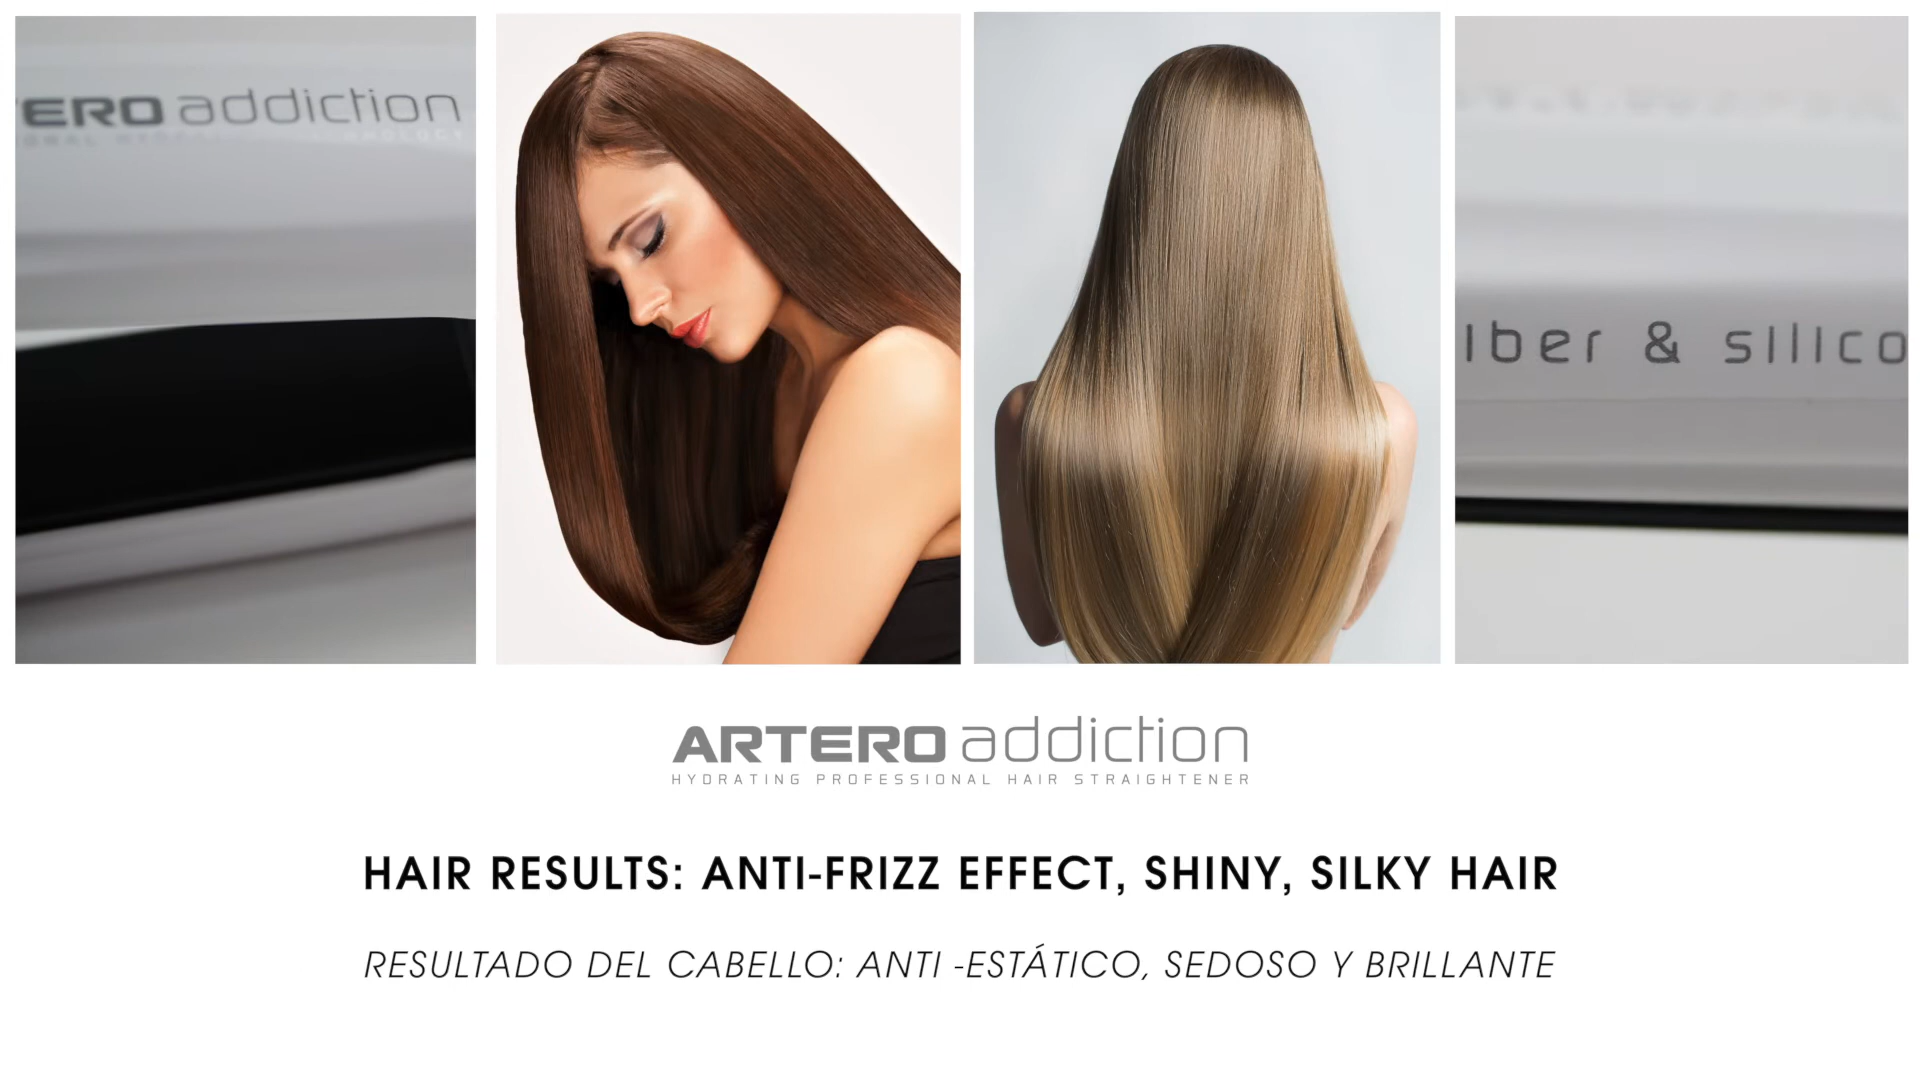 ERO addiction
iber & silico
ARTERO addiction
HYDRATING PROFESSIONAL HAIR STRAIGHTENER
HAIR RESULTS: ANTI-FRIZZ EFFECT, SHINY, SILKY HAIR
RESULTADO DEL CABELLO: ANTI -ESTÁTICO, SEDOSO Y BRILLANTE